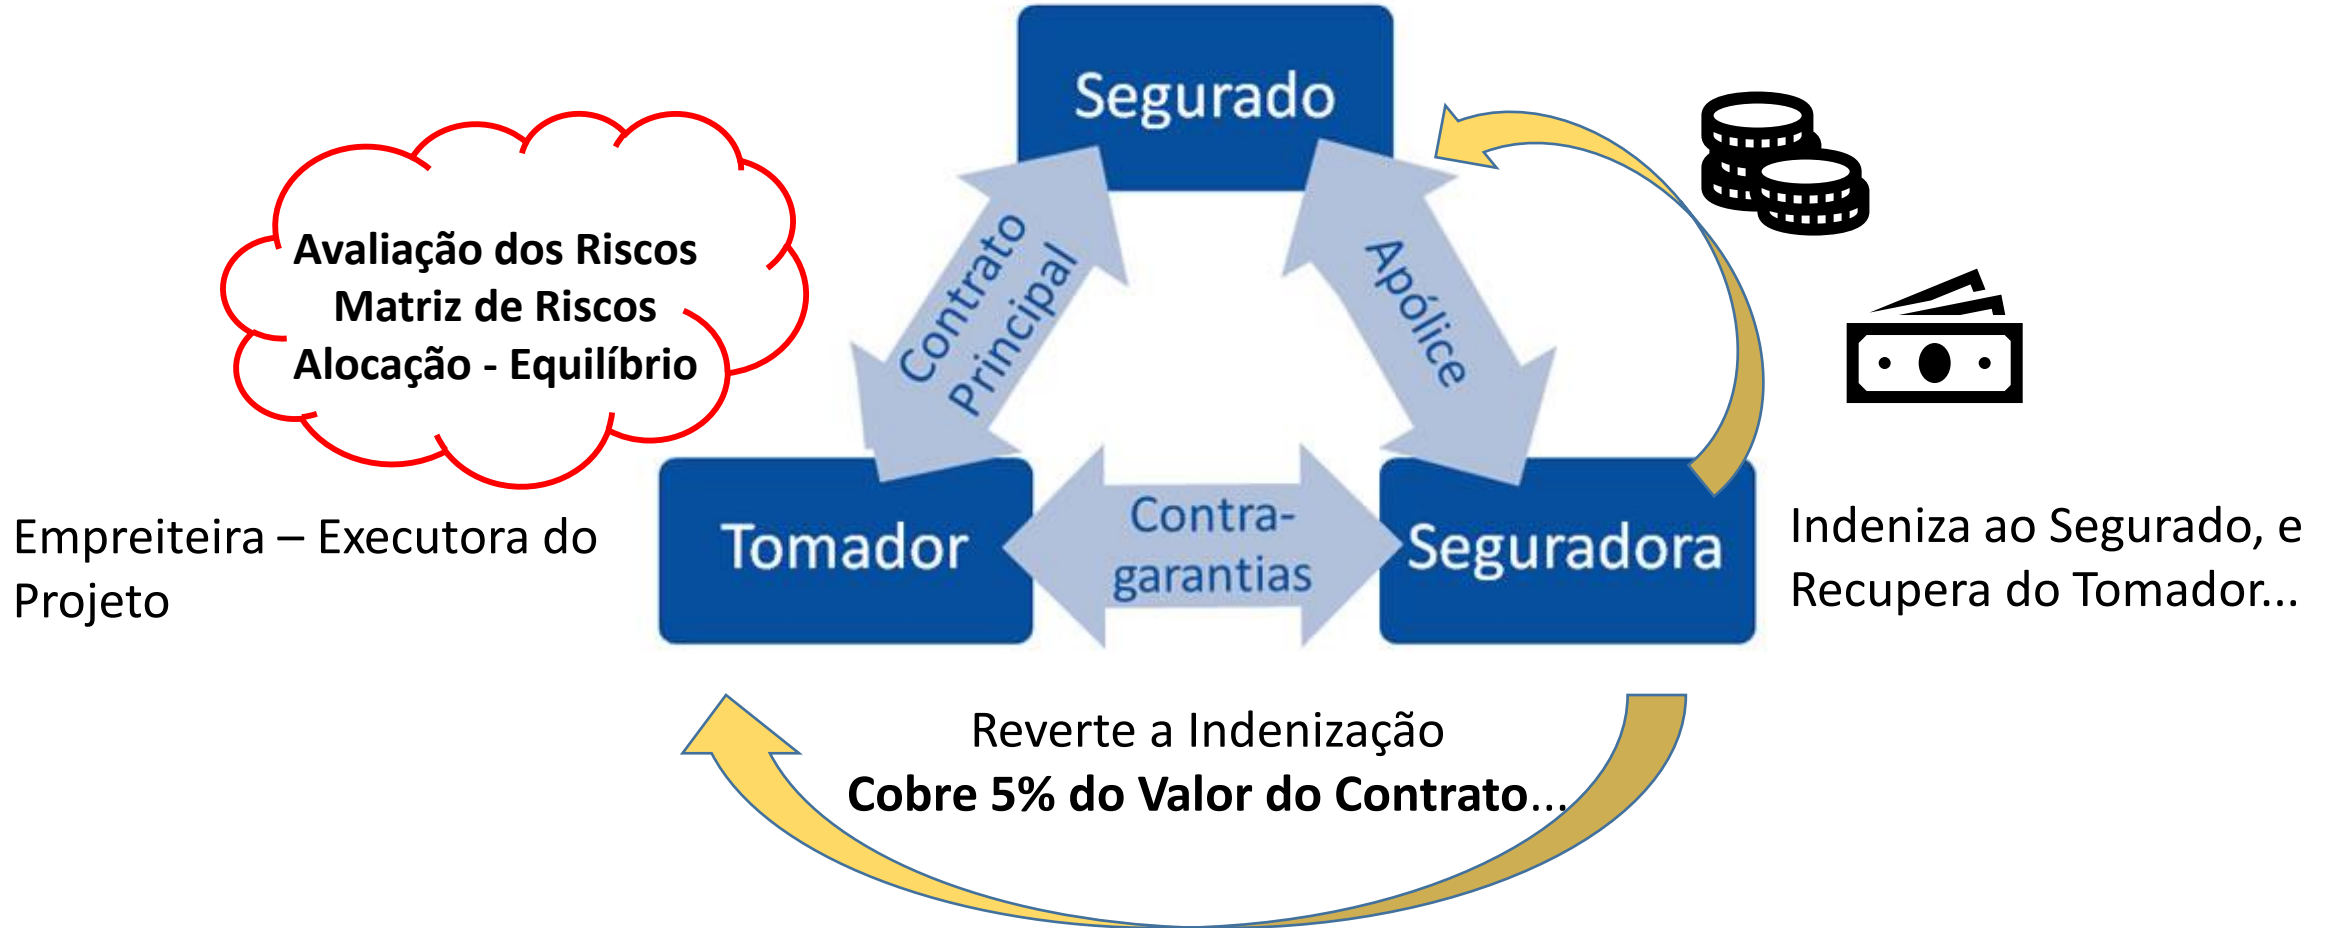 Segurado
Avaliação dos Riscos
Matriz de Riscos
Alocação - Equilíbrio
Contrato
Principal
Apólice
Empreiteira – Executora do
Projeto
Tomador
Contra-
garantias
Seguradora
Indeniza ao Segurado, e
Recupera do Tomador...
Reverte a Indenização
Cobre 5% do Valor do Contrato...